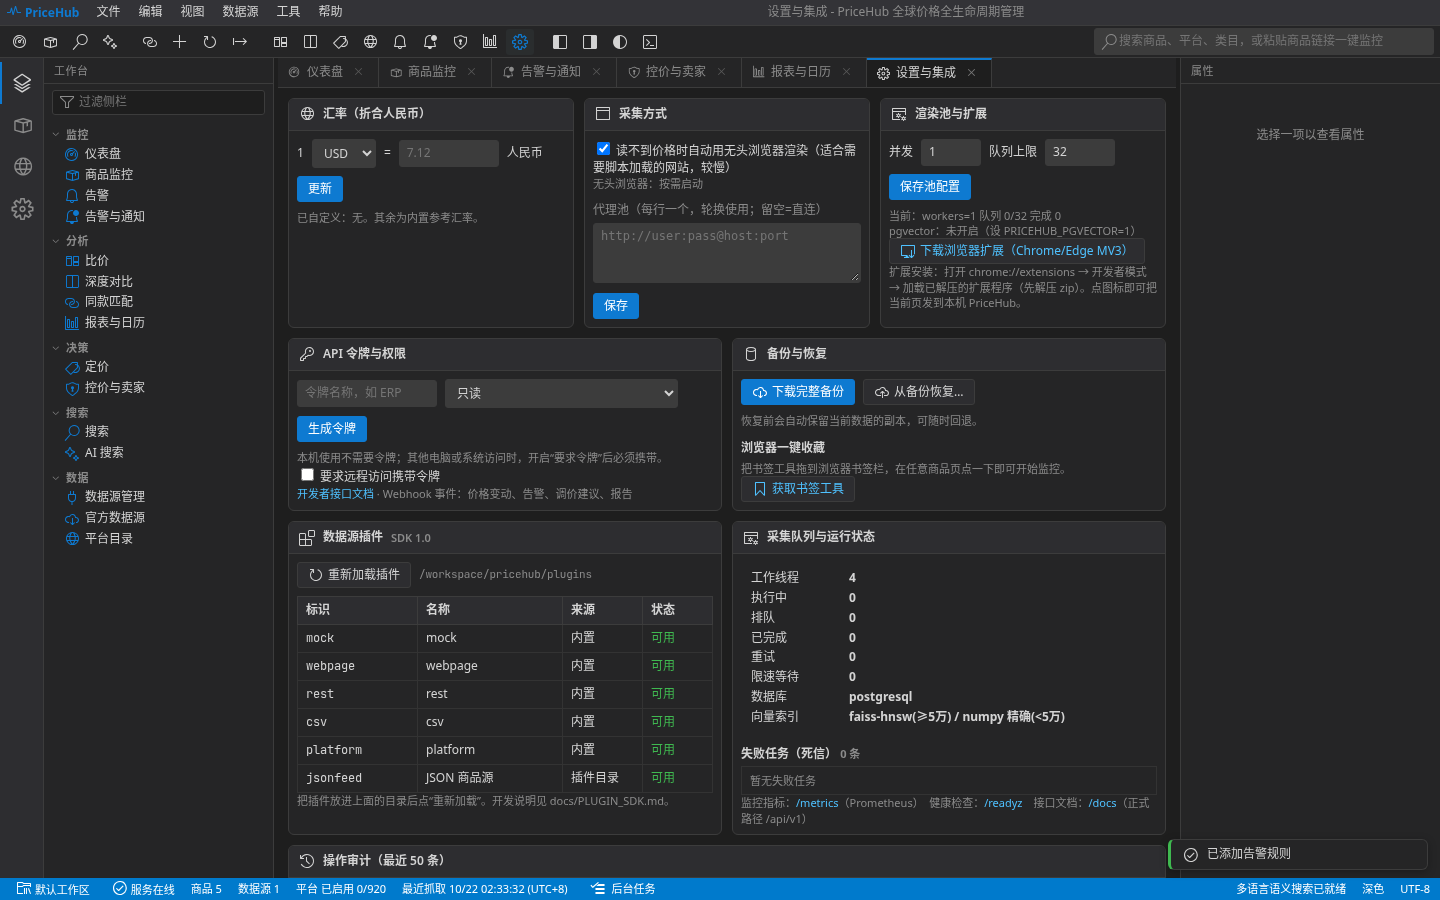 PriceHub 文件 编辑 视图 数据源 工具 帮助 设置与集成 - PriceHub 全球价格全生命周期管理
搜索商品、平台、类目，或粘贴商品链接一键监控
工作台
过滤侧栏
监控
仪表盘
商品监控
告警
告警与通知
分析
比价
深度对比
同款匹配
报表与日历
决策
定价
控价与卖家
搜索
搜索
AI 搜索
数据
数据源管理
官方数据源
平台目录
仪表盘 商品监控 告警与通知 控价与卖家 报表与日历 设置与集成
汇率（折合人民币）
1 USD = 7.12 人民币
更新
已自定义：无。其余为内置参考汇率。
采集方式
读不到价格时自动用无头浏览器渲染（适合需
要脚本加载的网站，较慢）
无头浏览器：按需启动
代理池（每行一个，轮换使用；留空=直连）
http://user:pass@host:port
保存
渲染池与扩展
并发 1 队列上限 32
保存池配置
当前：workers=1 队列 0/32 完成 0
pgvector：未开启（设 PRICEHUB_PGVECTOR=1）
下载浏览器扩展（Chrome/Edge MV3）
扩展安装：打开 chrome://extensions → 开发者模式
→ 加载已解压的扩展程序（先解压 zip）。点图标即可把
当前页发到本机 PriceHub。
API 令牌与权限
令牌名称，如 ERP 只读
生成令牌
本机使用不需要令牌；其他电脑或系统访问时，开启“要求令牌”后必须携带。
要求远程访问携带令牌
开发者接口文档 · Webhook 事件：价格变动、告警、调价建议、报告
备份与恢复
下载完整备份 从备份恢复...
恢复前会自动保留当前数据的副本，可随时回退。
浏览器一键收藏
把书签工具拖到浏览器书签栏，在任意商品页点一下即可开始监控。
获取书签工具
数据源插件 SDK 1.0
重新加载插件 /workspace/pricehub/plugins
标识 名称 来源 状态
mock mock 内置 可用
webpage webpage 内置 可用
rest rest 内置 可用
csv csv 内置 可用
platform platform 内置 可用
jsonfeed JSON 商品源 插件目录 可用
把插件放进上面的目录后点“重新加载”。开发说明见 docs/PLUGIN_SDK.md。
采集队列与运行状态
工作线程 4
执行中 0
排队 0
已完成 0
重试 0
限速等待 0
数据库 postgresql
向量索引 faiss-hnsw(≥5万) / numpy 精确(<5万)
失败任务（死信） 0 条
暂无失败任务
监控指标：/metrics（Prometheus） 健康检查：/readyz 接口文档：/docs（正式
路径 /api/v1）
操作审计（最近 50 条）
属性
选择一项以查看属性
已添加告警规则
默认工作区 服务在线 商品 5 数据源 1 平台 已启用 0/920 最近抓取 10/22 02:33:32 (UTC+8) 后台任务 多语言语义搜索已就绪 深色 UTF-8